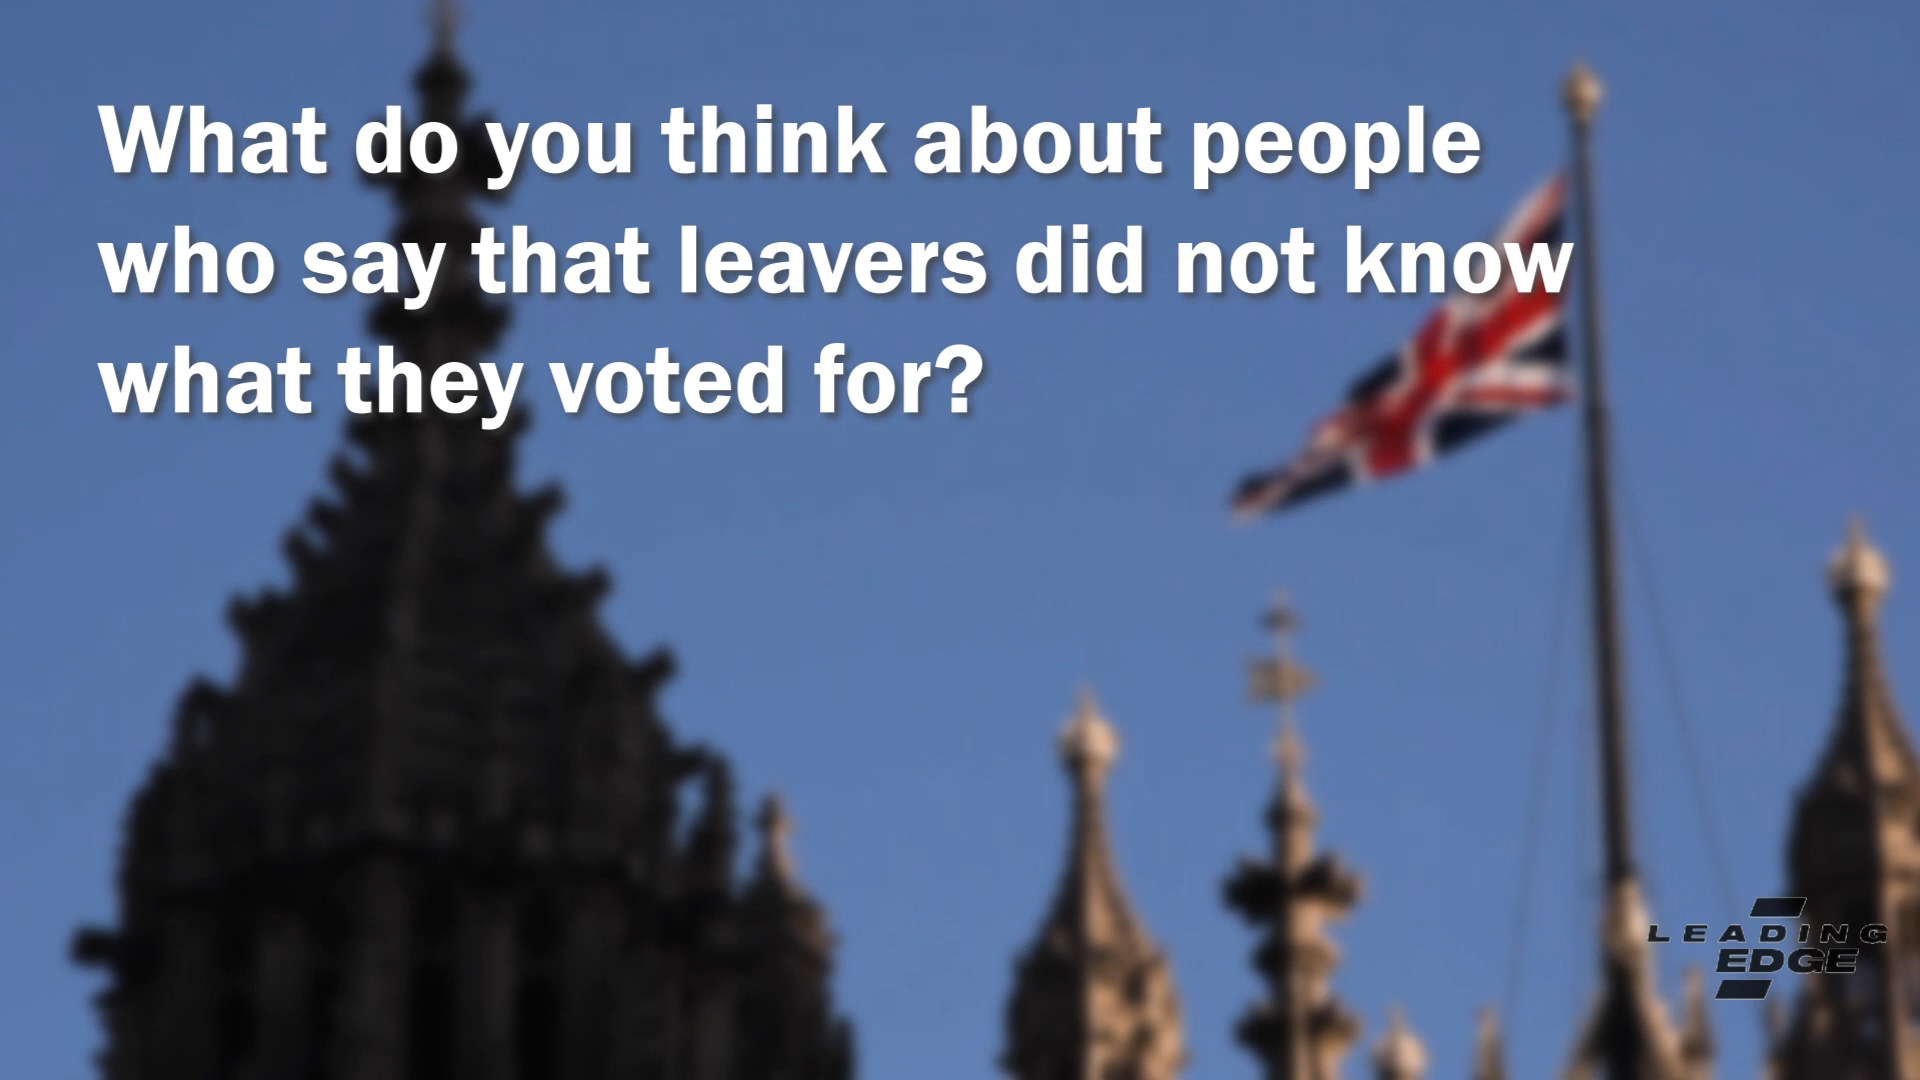 What do you think about people
who say that leavers did not know
what they voted for?
LEADING
EDGE